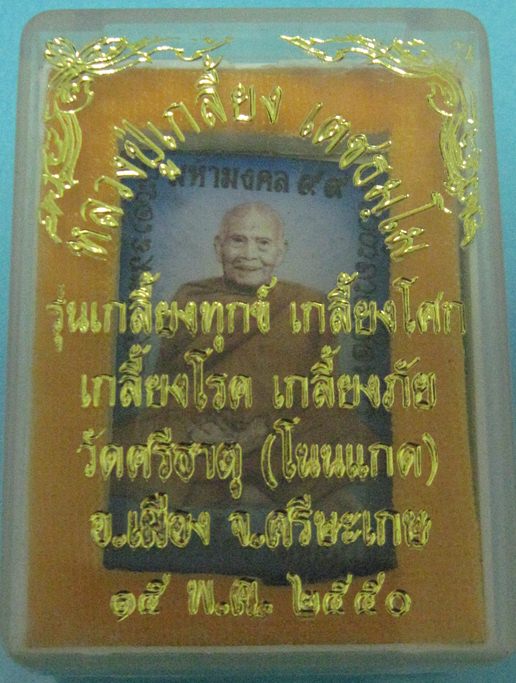 หลวงปู่เกลี้ยง เตชธมฺโม
มหามงคล ๙๙
รุ่นเกลี้ยงทุกข์ เกลี้ยงโศก
เกลี้ยงโรค เกลี้ยงภัย
วัดศรีธาตุ (โนนแกด)
อ.เมือง จ.ศรีษะเกษ
๑๕ พ.ศ. ๒๕๕๐